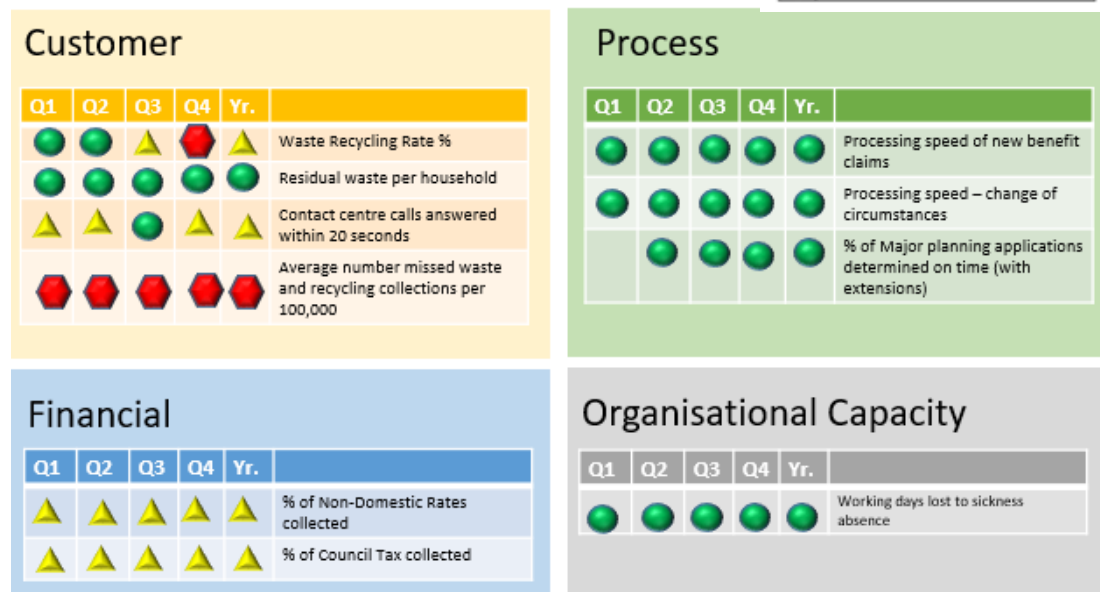 Customer
Q1 Q2 Q3 Q4 Yr.
Waste Recycling Rate %
Residual waste per household
Contact centre calls answered
within 20 seconds
Average number missed waste
and recycling collections per
100,000
Process
Q1 Q2 Q3 Q4 Yr.
Processing speed of new benefit
claims
Processing speed – change of
circumstances
% of Major planning applications
determined on time (with
extensions)
Financial
Q1 Q2 Q3 Q4 Yr.
% of Non-Domestic Rates
collected
% of Council Tax collected
Organisational Capacity
Q1 Q2 Q3 Q4 Yr.
Working days lost to sickness
absence